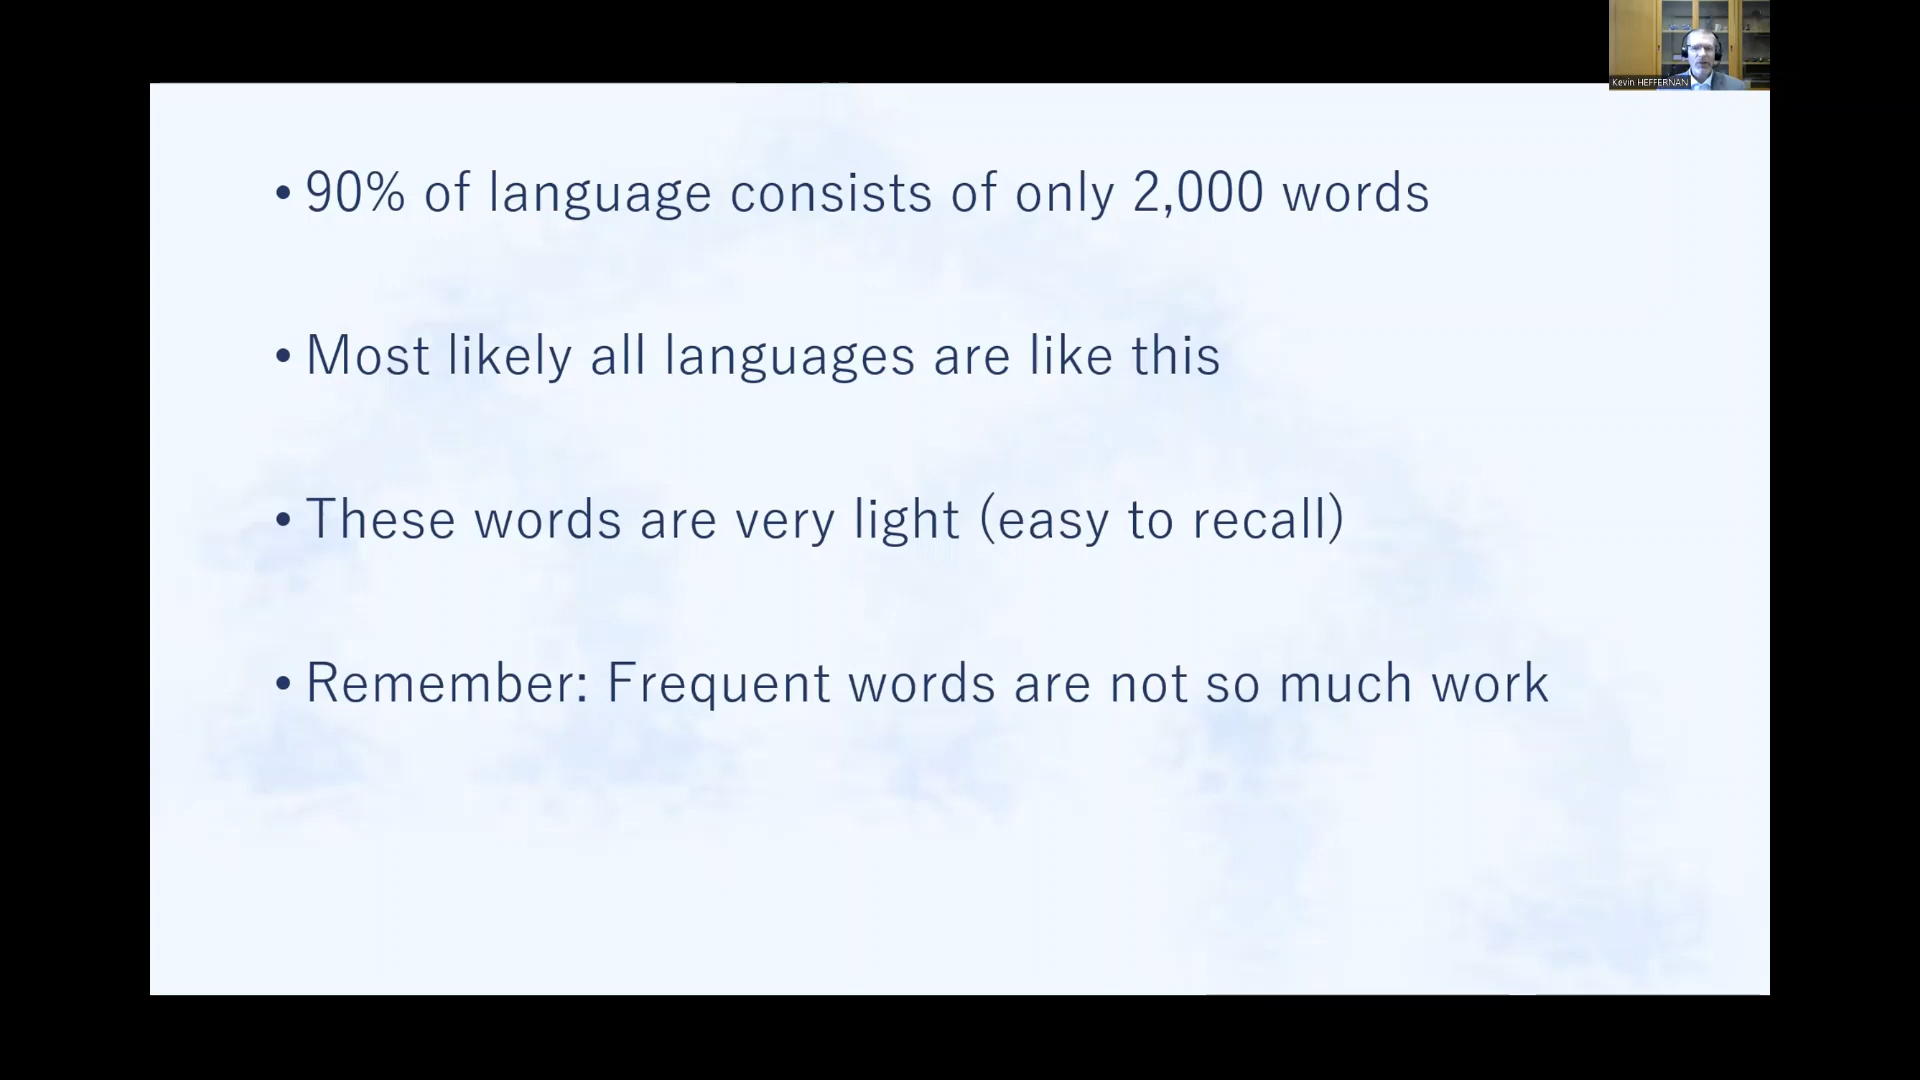 Kevin HEFFERNAN
• 90% of language consists of only 2,000 words
• Most likely all languages are like this
• These words are very light (easy to recall)
• Remember: Frequent words are not so much work